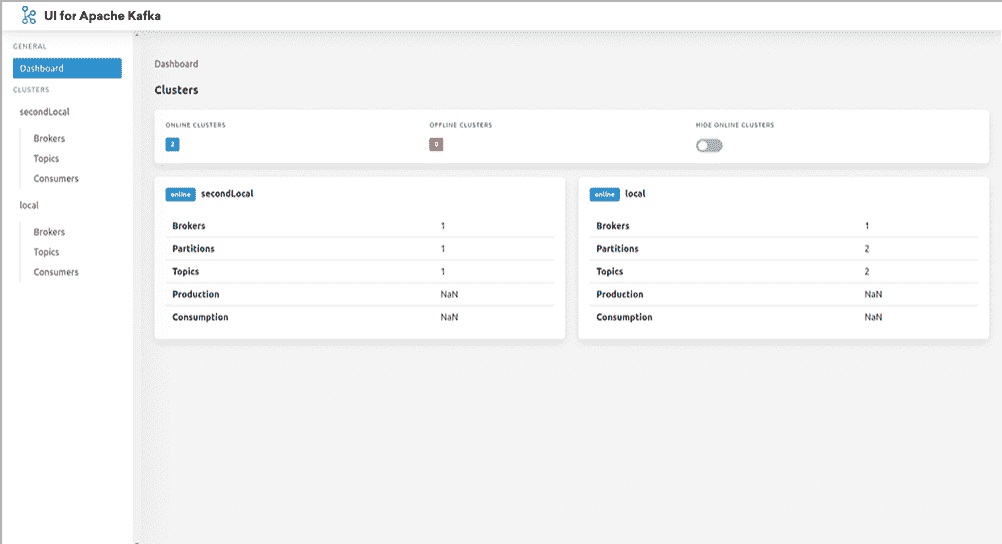 UI for Apache Kafka
GENERAL
Dashboard
CLUSTERS
secondLocal
Brokers
Topics
Consumers
local
Brokers
Topics
Consumers
Dashboard
Clusters
ONLINE CLUSTERS OFFLINE CLUSTERS HIDE ONLINE CLUSTERS
2 0
online secondLocal
Brokers 1
Partitions 1
Topics 1
Production NaN
Consumption NaN
online local
Brokers 1
Partitions 2
Topics 2
Production NaN
Consumption NaN